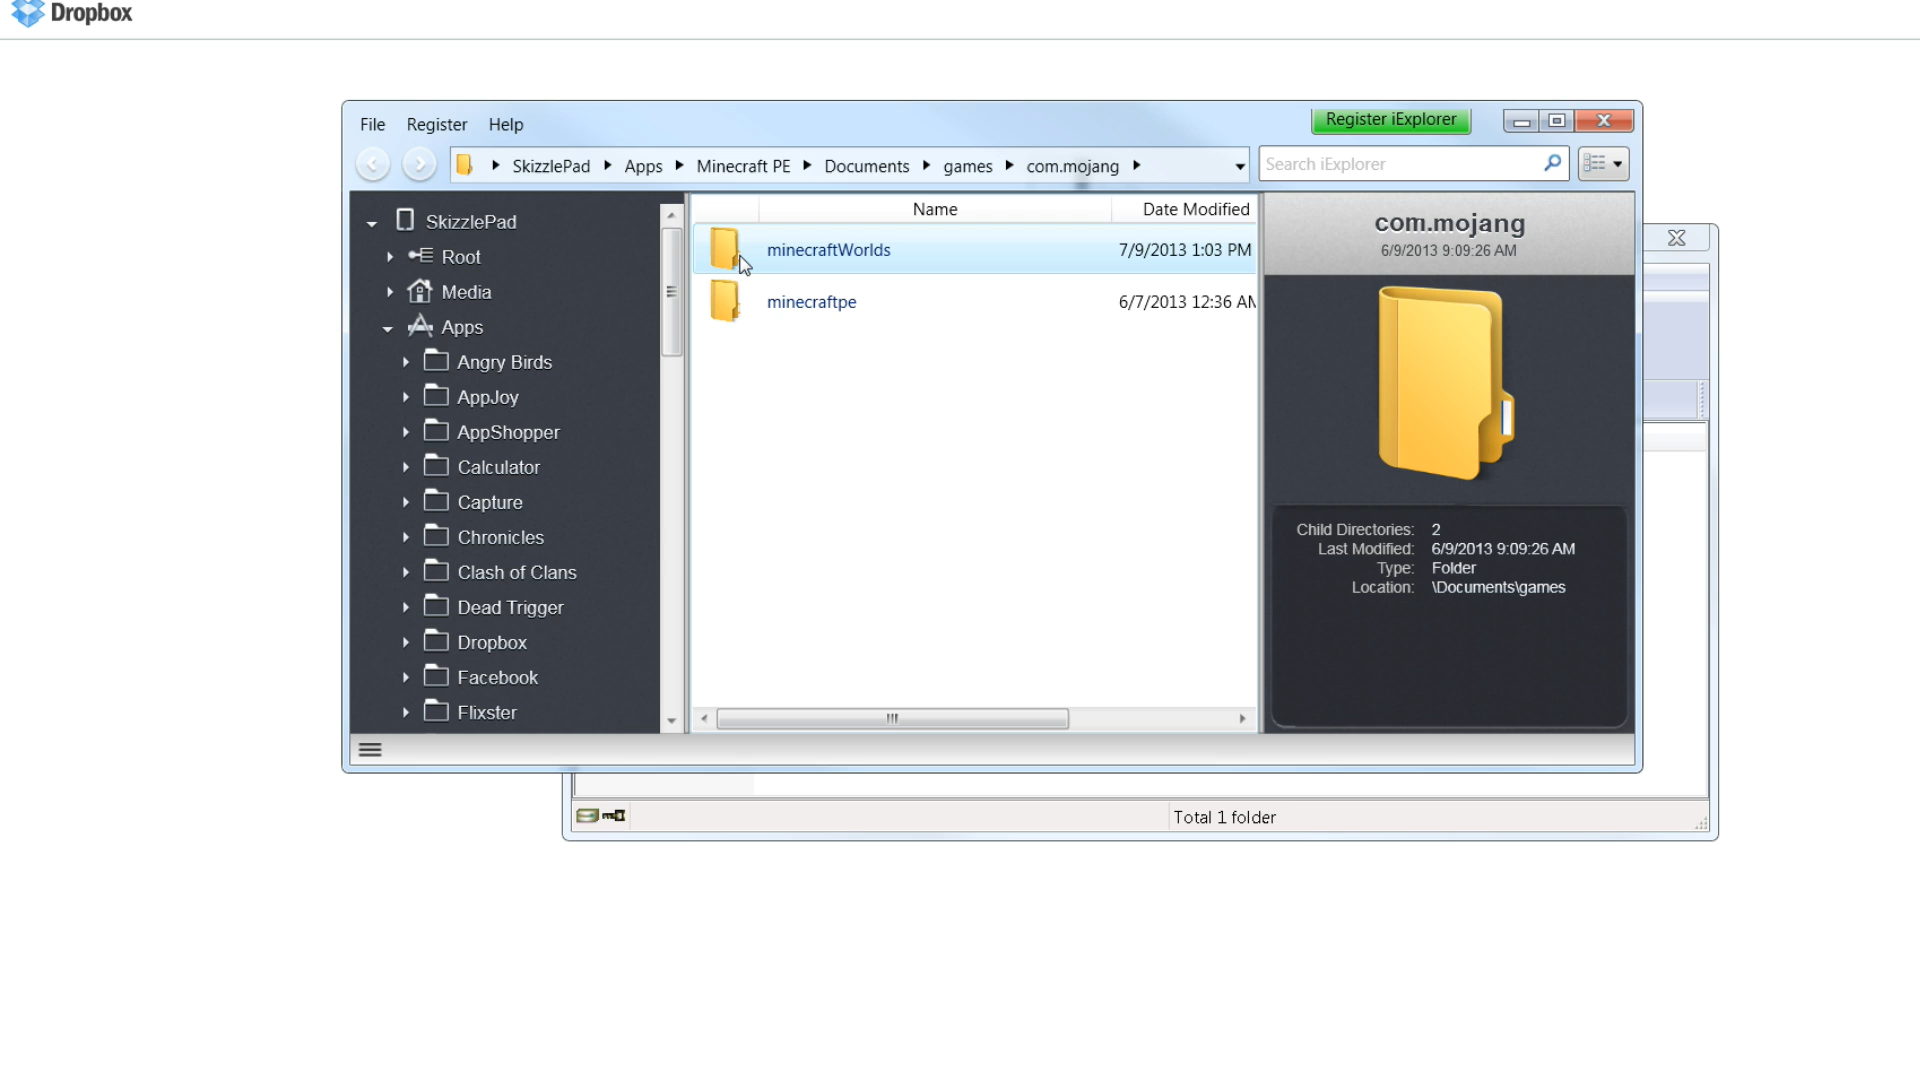 Dropbox
File Register Help
Register iExplorer
SkizzlePad Apps Minecraft PE Documents games com.mojang
Search iExplorer
SkizzlePad
Root
Media
Apps
Angry Birds
AppJoy
AppShopper
Calculator
Capture
Chronicles
Clash of Clans
Dead Trigger
Dropbox
Facebook
Flixster
Name Date Modified
minecraftWorlds 7/9/2013 1:03 PM
minecraftpe 6/7/2013 12:36 AM
com.mojang
6/9/2013 9:09:26 AM
Child Directories: 2
Last Modified: 6/9/2013 9:09:26 AM
Type: Folder
Location: \Documents\games
Total 1 folder